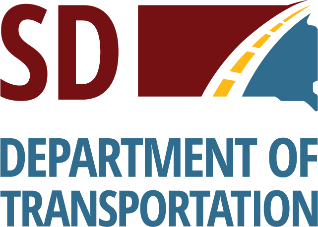 SD
DEPARTMENT OF
TRANSPORTATION